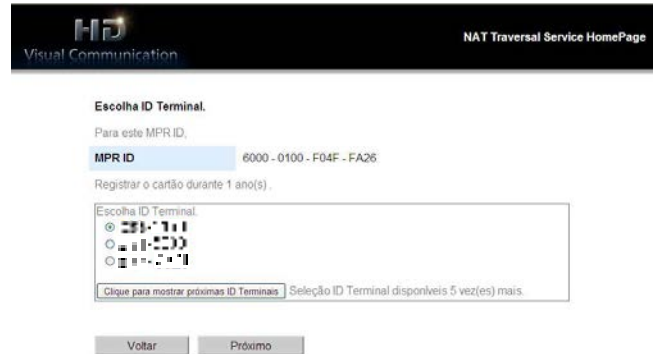 HD
Visual Communication
NAT Traversal Service HomePage
Escolha ID Terminal.
Para este MPR ID,
MPR ID 6000 - 0100 - F04F - FA26
Registrar o cartão durante 1 ano(s) .
Escolha ID Terminal.
Clique para mostrar próximas ID Terminais Seleção ID Terminal disponíveis 5 vez(es) mais.
Voltar Próximo